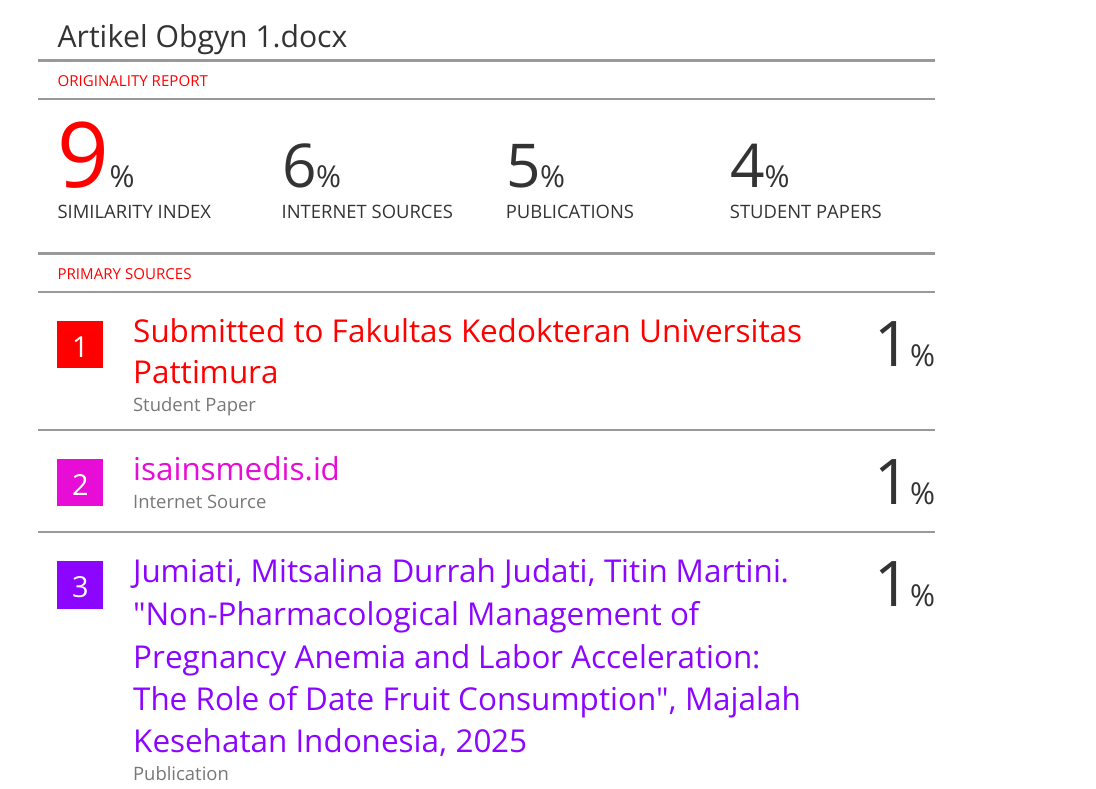 Artikel Obgyn 1.docx
ORIGINALITY REPORT
9% 6% 5% 4%
SIMILARITY INDEX INTERNET SOURCES PUBLICATIONS STUDENT PAPERS
PRIMARY SOURCES
1 Submitted to Fakultas Kedokteran Universitas 1%
Pattimura
Student Paper
2 isainsmedis.id 1%
Internet Source
3 Jumiati, Mitsalina Durrah Judati, Titin Martini. 1%
"Non-Pharmacological Management of
Pregnancy Anemia and Labor Acceleration:
The Role of Date Fruit Consumption", Majalah
Kesehatan Indonesia, 2025
Publication